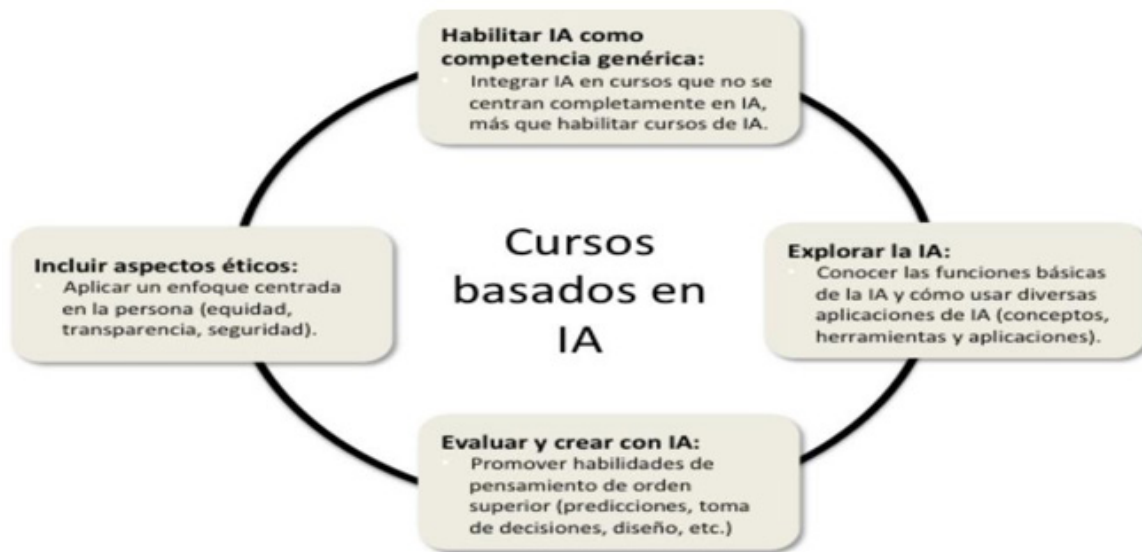 Habilitar IA como
competencia genérica:
Integrar IA en cursos que no se
centran completamente en IA,
más que habilitar cursos de IA.
Incluir aspectos éticos:
Aplicar un enfoque centrada
en la persona (equidad,
transparencia, seguridad).
Cursos
basados en
IA
Explorar la IA:
Conocer las funciones básicas
de la IA y cómo usar diversas
aplicaciones de IA (conceptos,
herramientas y aplicaciones).
Evaluar y crear con IA:
Promover habilidades de
pensamiento de orden
superior (predicciones, toma
de decisiones, diseño, etc.)